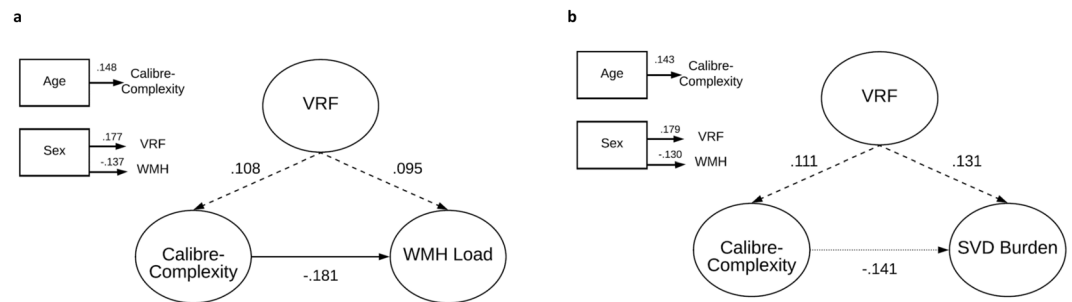 a
Age
.148
Calibre-
Complexity
Sex
.177
VRF
-.137
WMH
VRF
.108
.095
Calibre-
Complexity
WMH Load
-.181
b
Age
.143
Calibre-
Complexity
Sex
.179
VRF
-.130
WMH
VRF
.111
.131
Calibre-
Complexity
SVD Burden
-.141